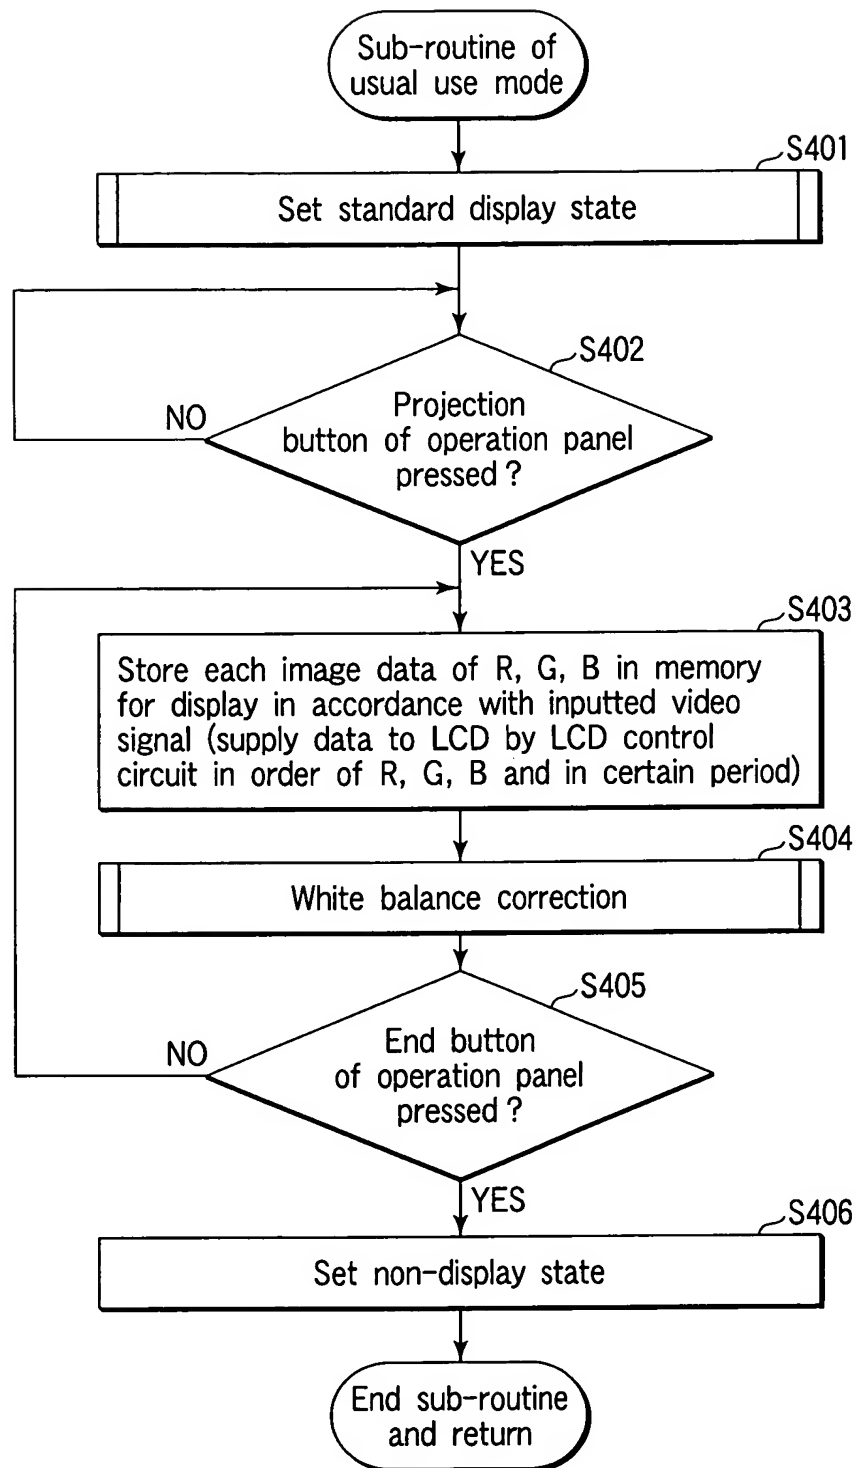 Sub-routine of
usual use mode
S401
Set standard display state
S402
Projection
button of operation panel
pressed ?
NO
YES
S403
Store each image data of R, G, B in memory
for display in accordance with inputted video
signal (supply data to LCD by LCD control
circuit in order of R, G, B and in certain period)
S404
White balance correction
S405
End button
of operation panel
pressed ?
NO
YES
S406
Set non-display state
End sub-routine
and return